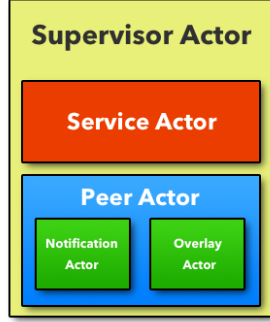 Supervisor Actor
Service Actor
Peer Actor
Notification
Actor
Overlay
Actor